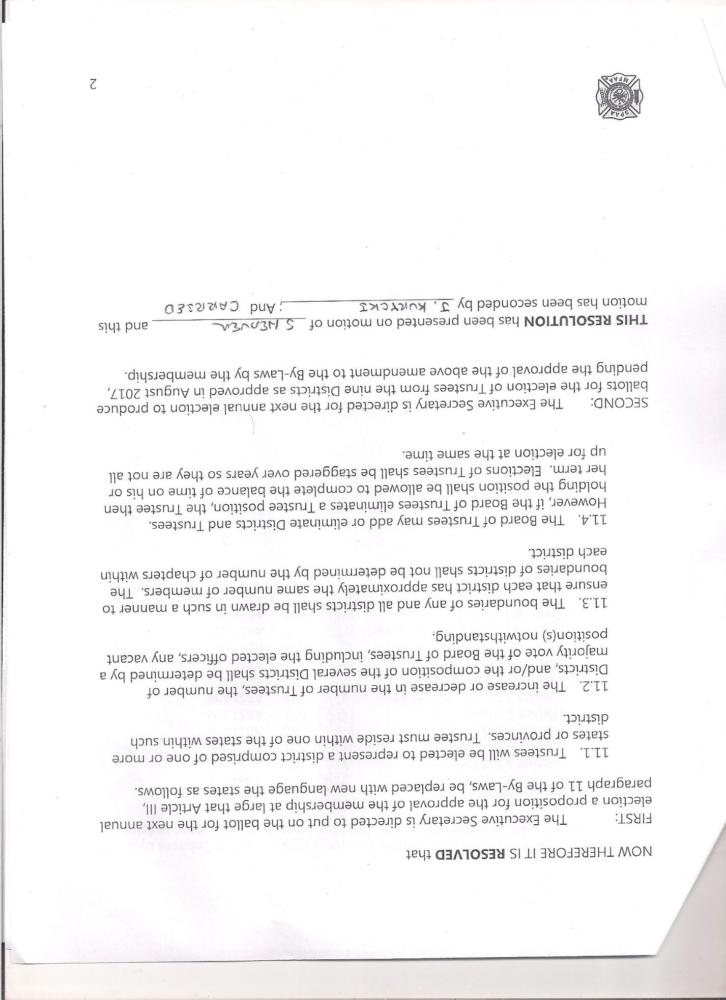 NOW THEREFORE IT IS RESOLVED that
FIRST: The Executive Secretary is directed to put on the ballot for the next annual
election a proposition for the approval of the membership at large that Article III,
paragraph 11 of the By-Laws, be replaced with new language the states as follows.
11.1. Trustees will be elected to represent a district comprised of one or more
states or provinces. Trustee must reside within one of the states within such
district.
11.2. The increase or decrease in the number of Trustees, the number of
Districts, and/or the composition of the several Districts shall be determined by a
majority vote of the Board of Trustees, including the elected officers, any vacant
position(s) notwithstanding.
11.3. The boundaries of any and all districts shall be drawn in such a manner to
ensure that each district has approximately the same number of members. The
boundaries of districts shall not be determined by the number of chapters within
each district.
11.4. The Board of Trustees may add or eliminate Districts and Trustees.
However, if the Board of Trustees eliminates a Trustee position, the Trustee then
holding the position shall be allowed to complete the balance of time on his or
her term. Elections of Trustees shall be staggered over years so they are not all
up for election at the same time.
SECOND: The Executive Secretary is directed for the next annual election to produce
ballots for the election of Trustees from the nine Districts as approved in August 2017,
pending the approval of the above amendment to the By-Laws by the membership.
THIS RESOLUTION has been presented on motion of S HEAVER and this
motion has been seconded by J. KURYCKI ; And CARRIED
SPAA
MFAA
2